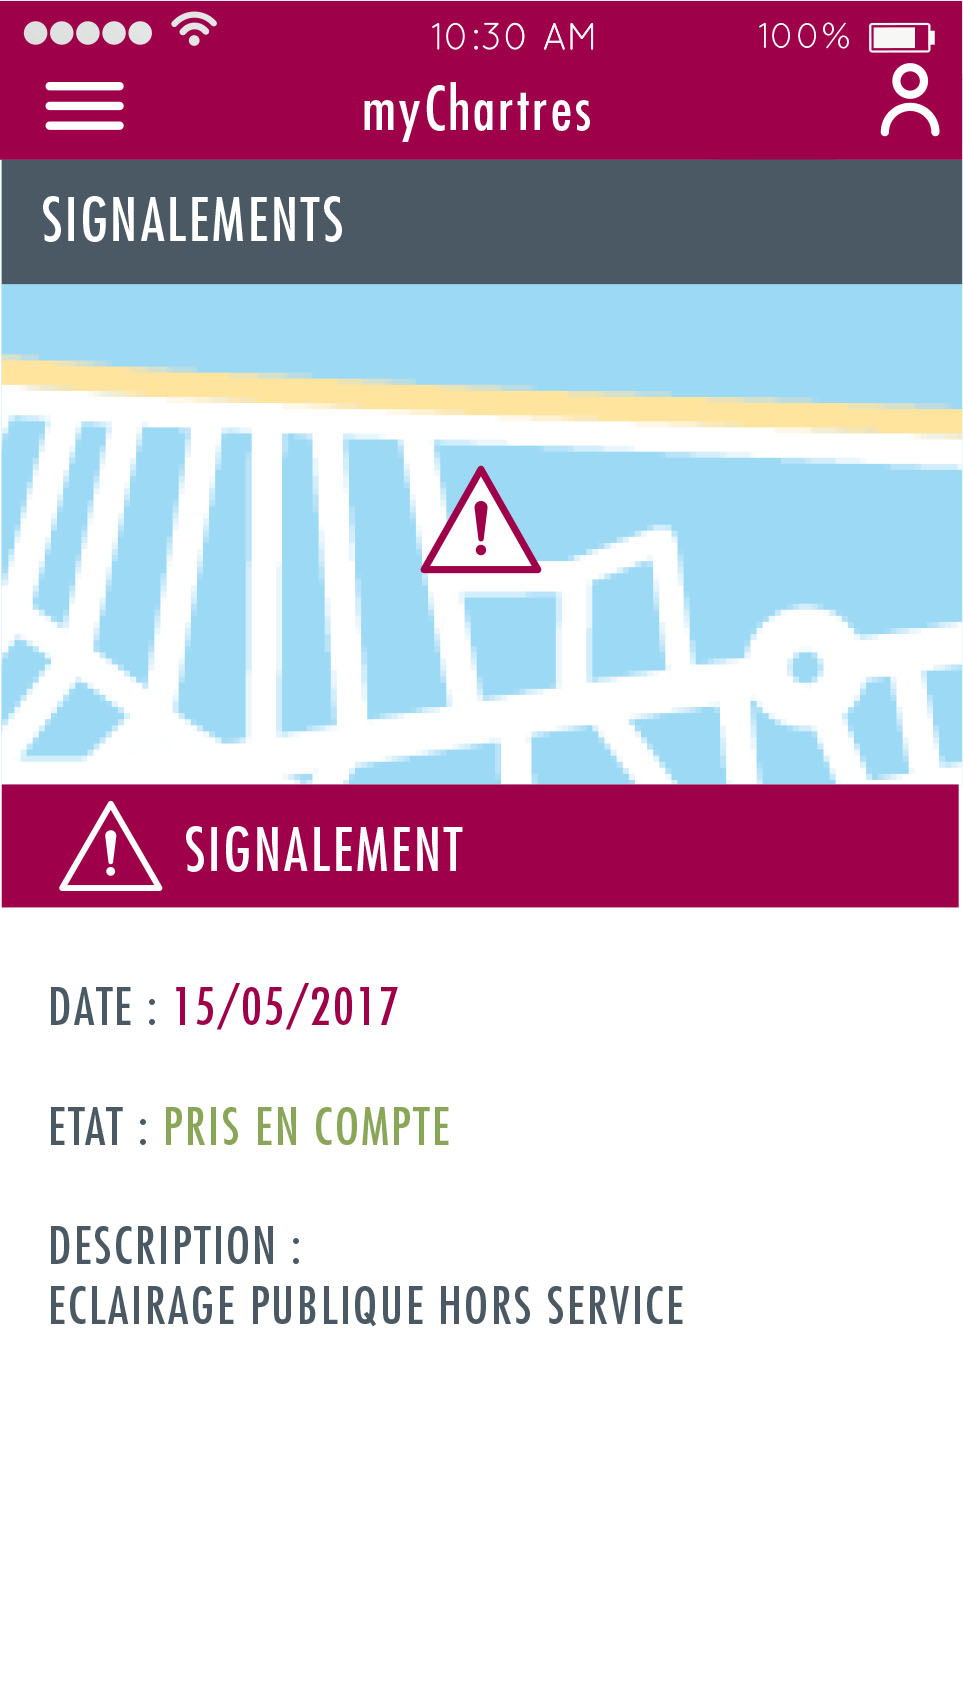 10:30 AM 100%
myChartres
SIGNALEMENTS
SIGNALEMENT
DATE : 15/05/2017
ETAT : PRIS EN COMPTE
DESCRIPTION :
ECLAIRAGE PUBLIQUE HORS SERVICE